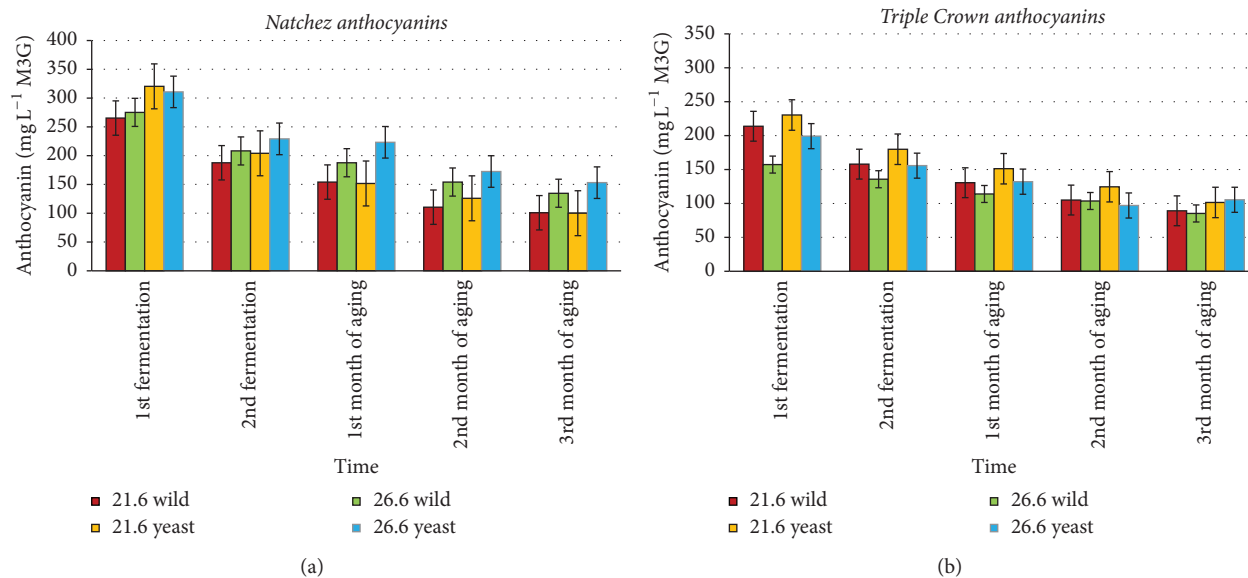 Natchez anthocyanins
Anthocyanin (mg L⁻¹ M3G)
400
350
300
250
200
150
100
50
0
1st fermentation
2nd fermentation
1st month of aging
2nd month of aging
3rd month of aging
Time
21.6 wild
26.6 wild
21.6 yeast
26.6 yeast
(a)
Triple Crown anthocyanins
Anthocyanin (mg L⁻¹ M3G)
350
300
250
200
150
100
50
0
1st fermentation
2nd fermentation
1st month of aging
2nd month of aging
3rd month of aging
Time
21.6 wild
26.6 wild
21.6 yeast
26.6 yeast
(b)